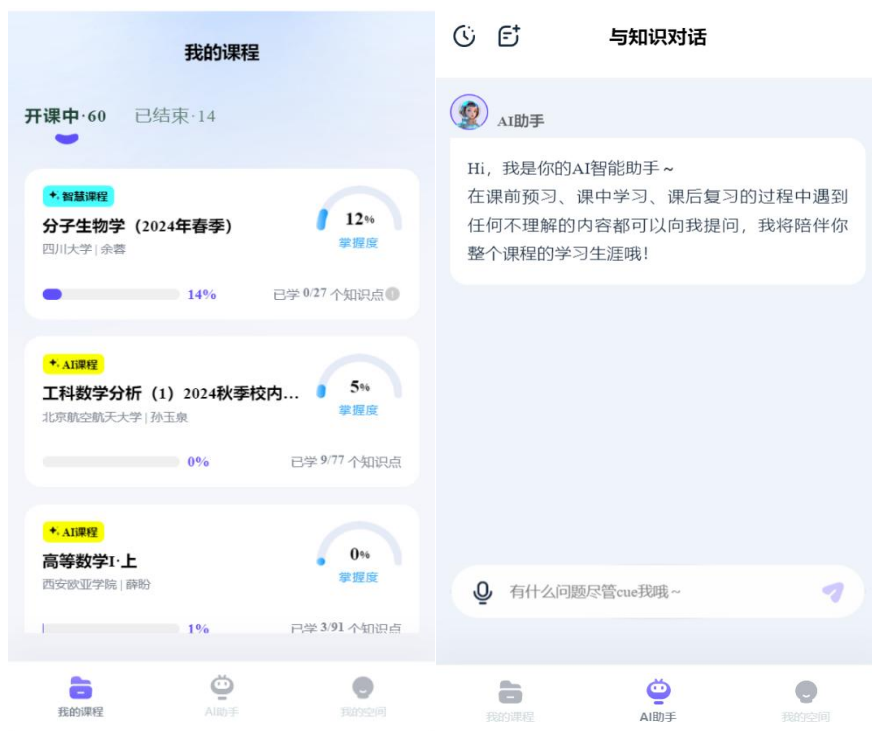 我的课程
开课中·60 已结束·14
智慧课程
分子生物学（2024年春季）
四川大学 | 余蓉
12%
掌握度
14% 已学 0/27 个知识点
AI课程
工科数学分析（1）2024秋季校内...
北京航空航天大学 | 孙玉泉
5%
掌握度
0% 已学 9/77 个知识点
AI课程
高等数学I·上
西安欧亚学院 | 薛盼
0%
掌握度
1% 已学 3/91 个知识点
我的课程 AI助手 我的空间
与知识对话
AI助手
Hi，我是你的AI智能助手～
在课前预习、课中学习、课后复习的过程中遇到
任何不理解的内容都可以向我提问，我将陪伴你
整个课程的学习生涯哦！
有什么问题尽管cue我哦～
我的课程 AI助手 我的空间